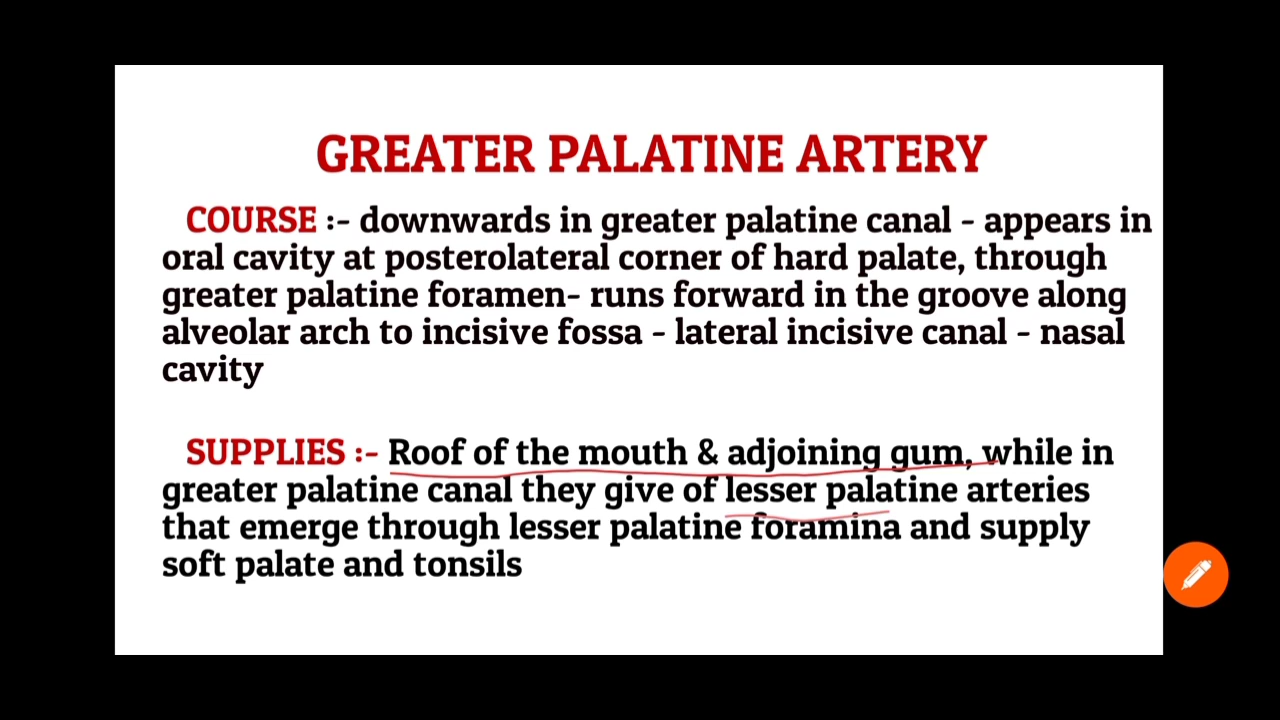 GREATER PALATINE ARTERY
COURSE :- downwards in greater palatine canal - appears in
oral cavity at posterolateral corner of hard palate, through
greater palatine foramen- runs forward in the groove along
alveolar arch to incisive fossa - lateral incisive canal - nasal
cavity
SUPPLIES :- Roof of the mouth & adjoining gum, while in
greater palatine canal they give of lesser palatine arteries
that emerge through lesser palatine foramina and supply
soft palate and tonsils